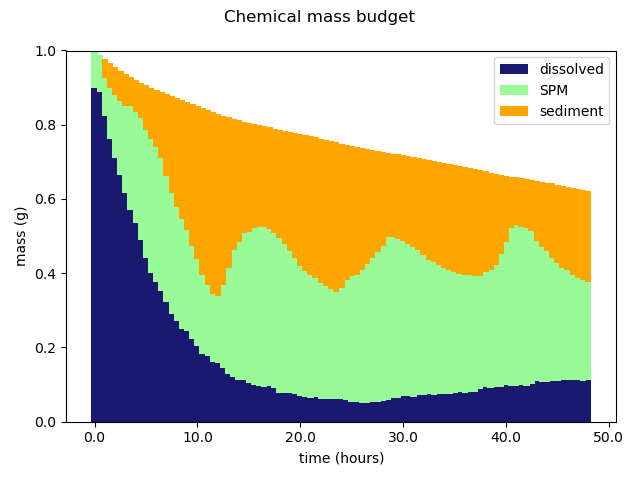 Chemical mass budget
1.0
0.8
0.6
0.4
0.2
0.0
mass (g)
dissolved
SPM
sediment
0.0 10.0 20.0 30.0 40.0 50.0
time (hours)